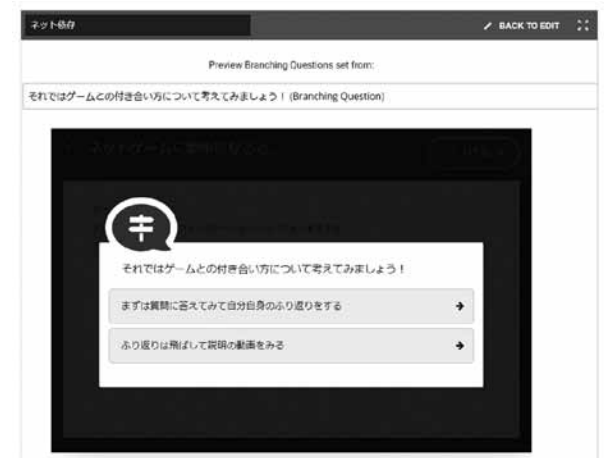 ネット依存
BACK TO EDIT
Preview Branching Questions set from:
それではゲームとの付き合い方について考えてみましょう！ (Branching Question)
それではゲームとの付き合い方について考えてみましょう！
まずは質問に答えてみて自分自身のふり返りをする
ふり返りは飛ばして説明の動画をみる